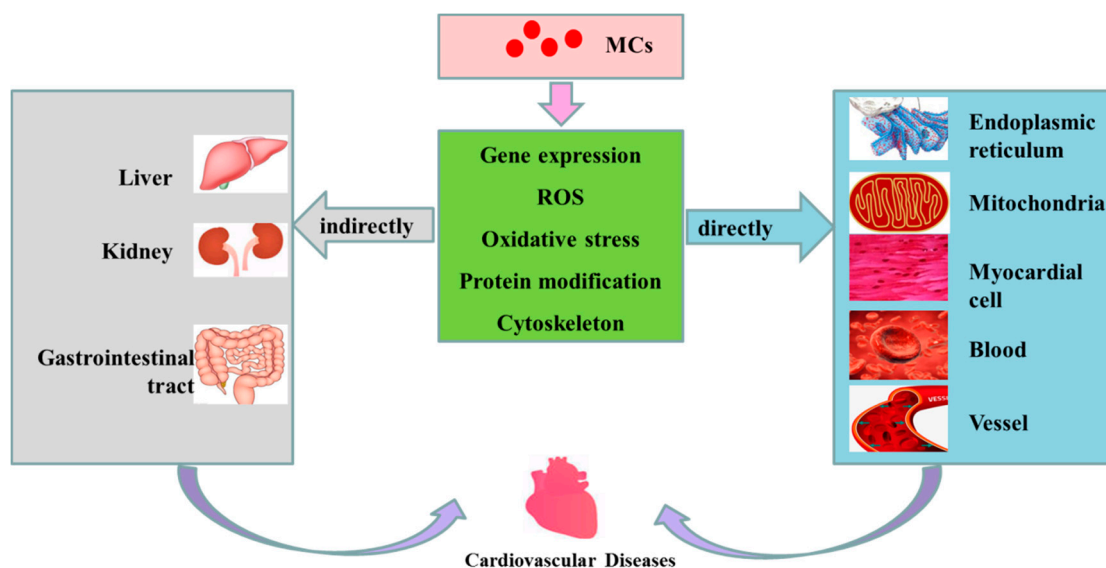 MCs
Gene expression
ROS
Oxidative stress
Protein modification
Cytoskeleton
indirectly
directly
Liver
Kidney
Gastrointestinal
tract
Endoplasmic
reticulum
Mitochondria
Myocardial
cell
Blood
VESSE
Vessel
Cardiovascular Diseases